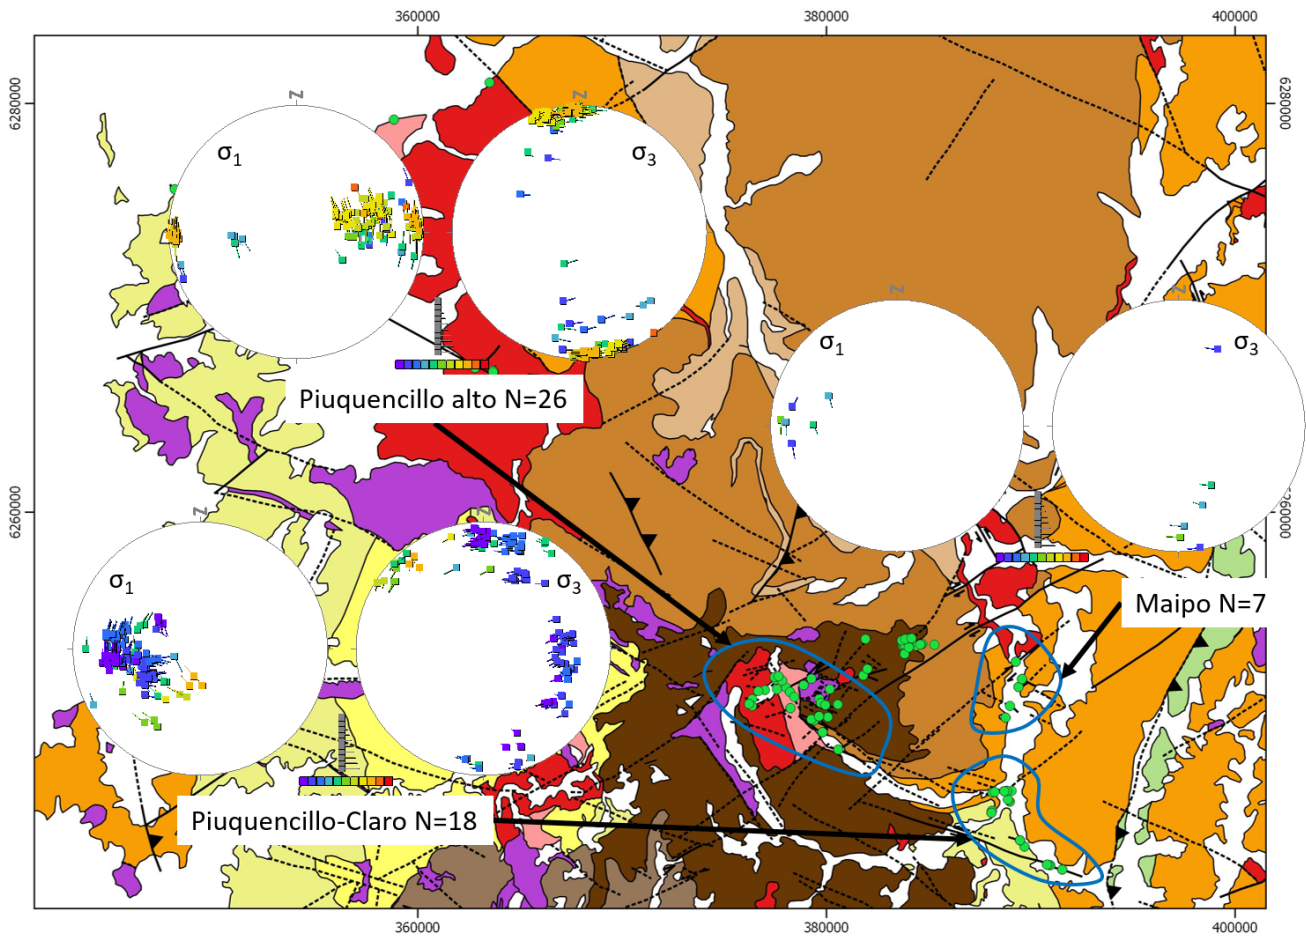 360000
380000
400000
6280000
6280000
N
N
σ1
σ3
N
N
σ1
σ3
Piuquencillo alto N=26
6260000
6260000
N
N
σ1
σ3
Maipo N=7
Piuquencillo-Claro N=18
360000
380000
400000